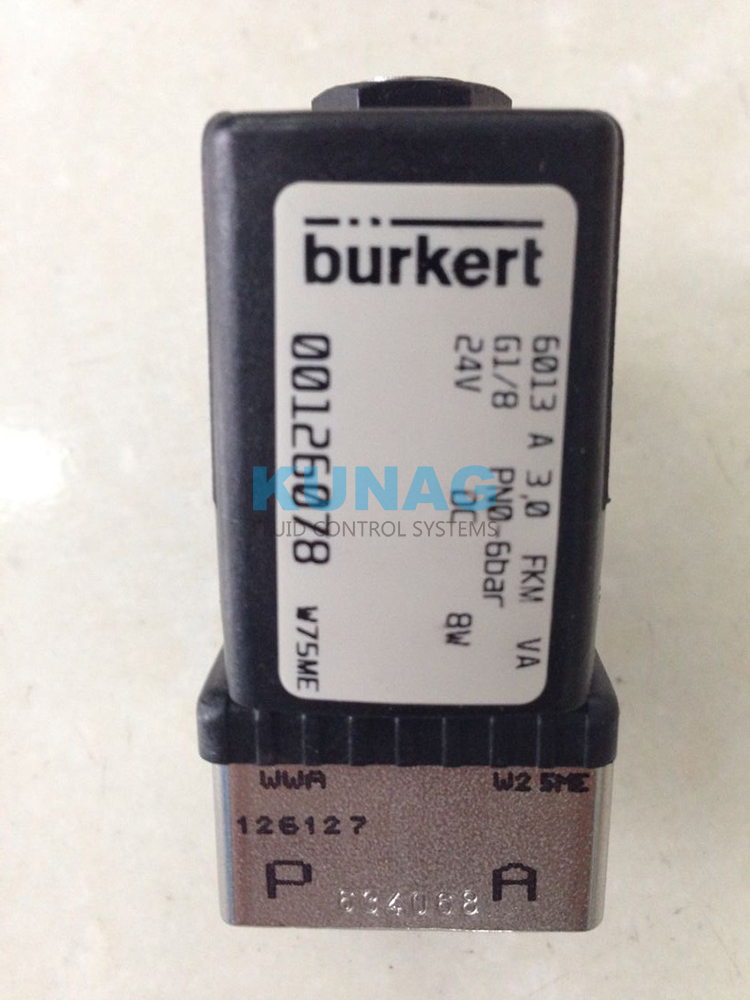 bürkert
6013 A 3,0 FKM VA
G1/8 PN0-6bar
24V DC 8W
00126078 W75ME
KUNAG
FLUID CONTROL SYSTEMS
WWA W2 5ME
126127
P A
634068